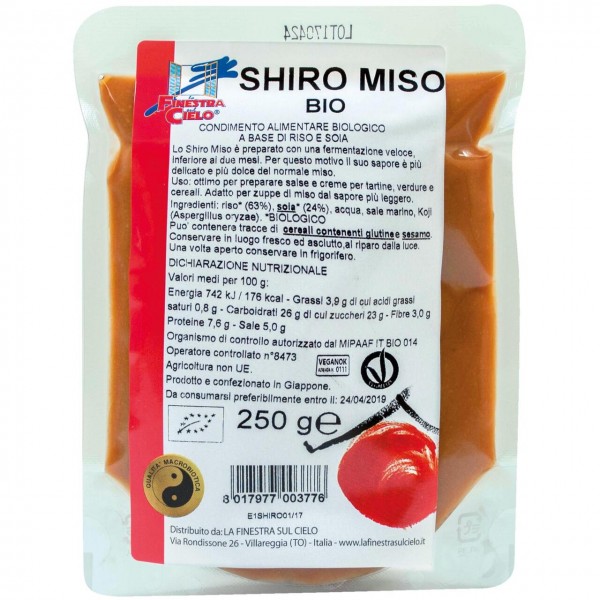 LOT179424
la
FINESTRA
sul
CIELO®
SHIRO MISO
BIO
CONDIMENTO ALIMENTARE BIOLOGICO
A BASE DI RISO E SOIA
Lo Shiro Miso è preparato con una fermentazione veloce,
inferiore ai due mesi. Per questo motivo il suo sapore è più
delicato e più dolce del normale miso.
Uso: ottimo per preparare salse e creme per tartine, verdure e
cereali. Adatto per zuppe di miso dal sapore più leggero.
Ingredienti: riso* (63%), soia* (24%), acqua, sale marino, Koji
(Aspergillus oryzae). *BIOLOGICO
Puo' contenere tracce di cereali contenenti glutine e sesamo.
Conservare in luogo fresco ed asciutto,al riparo dalla luce.
Una volta aperto conservare in frigorifero.
DICHIARAZIONE NUTRIZIONALE
Valori medi per 100 g:
Energia 742 kJ / 176 kcal - Grassi 3,9 g di cui acidi grassi
saturi 0,8 g - Carboidrati 26 g di cui zuccheri 23 g - Fibre 3,0 g
Proteine 7,6 g - Sale 5,0 g
Organismo di controllo autorizzato dal MIPAAF IT BIO 014
Operatore controllato n°8473
Agricoltura non UE.
Prodotto e confezionato in Giappone.
Da consumarsi preferibilmente entro il: 24/04/2019
VEGANOK
0111
250 g℮
QUALITA' MACROBIOTICA
8 017977 003776
E1SHIRO01/17
Distribuito da: LA FINESTRA SUL CIELO
Via Rondissone 26 - Villareggia (TO) - Italia - www.lafinestrasulcielo.it